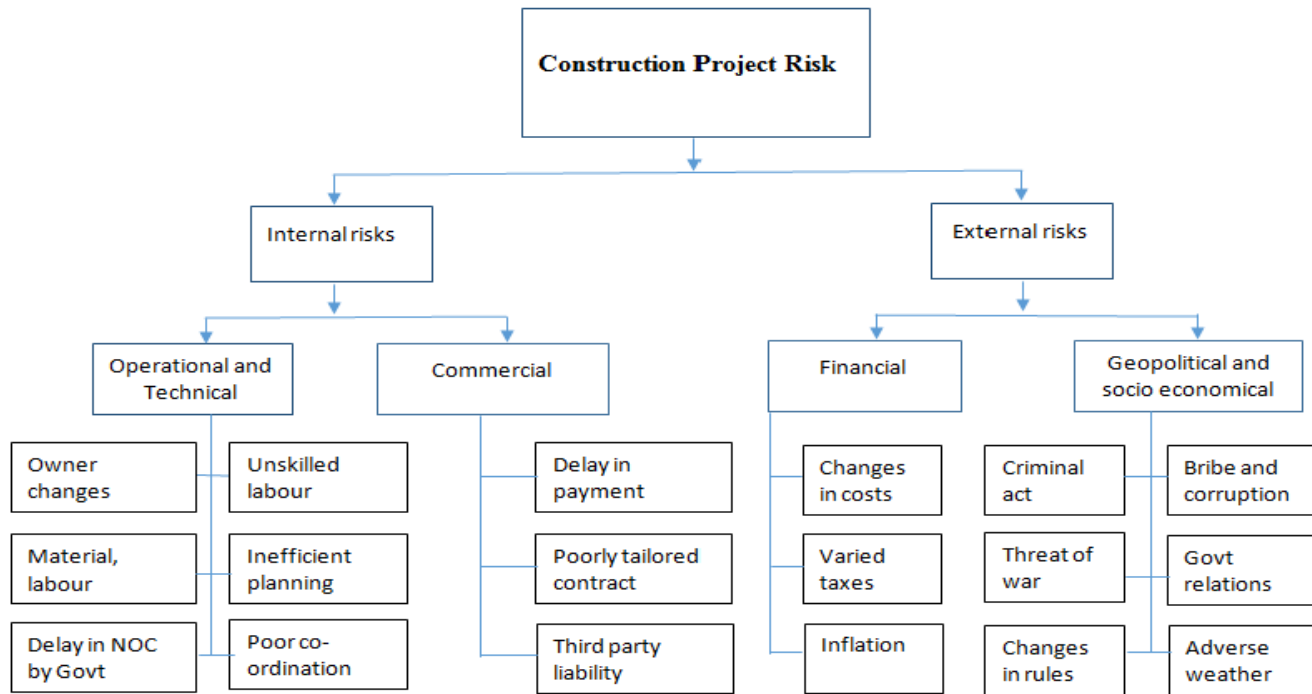 Construction Project Risk
Internal risks
External risks
Operational and
Technical
Commercial
Financial
Geopolitical and
socio economical
Owner
changes
Unskilled
labour
Delay in
payment
Changes
in costs
Criminal
act
Bribe and
corruption
Material,
labour
Inefficient
planning
Poorly tailored
contract
Varied
taxes
Threat of
war
Govt
relations
Delay in NOC
by Govt
Poor co-
ordination
Third party
liability
Inflation
Changes
in rules
Adverse
weather